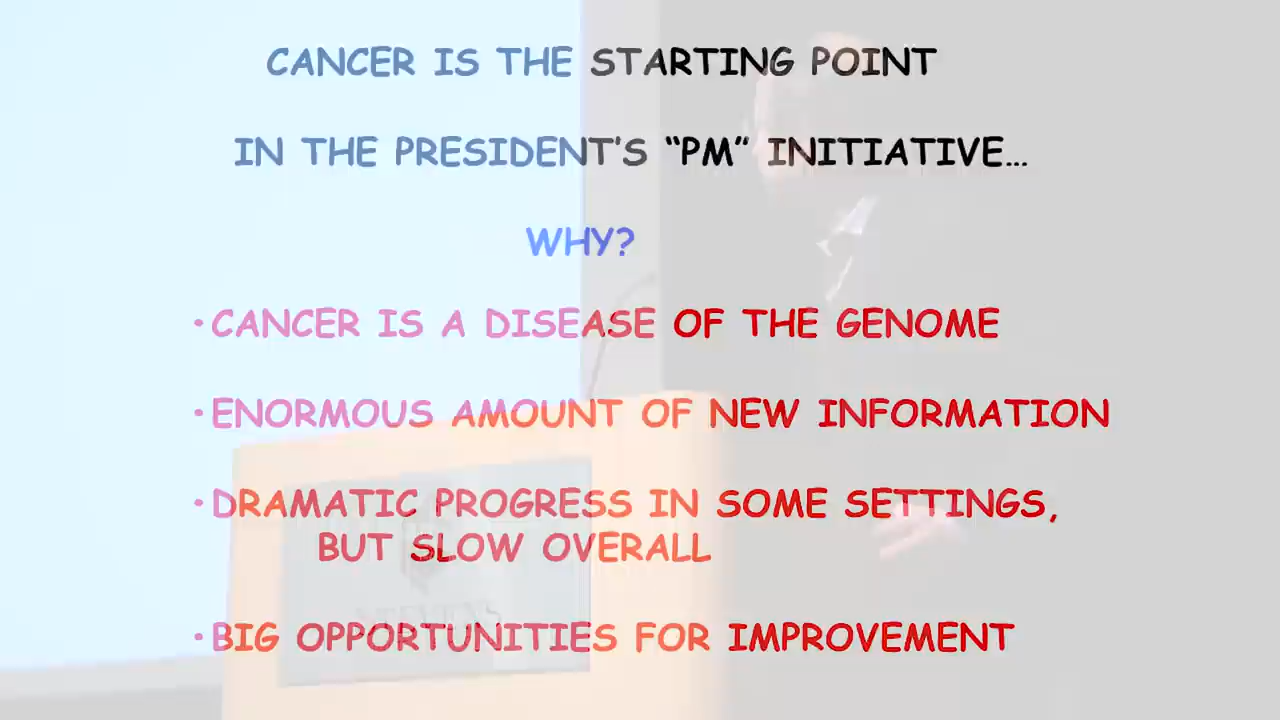 CANCER IS THE STARTING POINT
IN THE PRESIDENT'S “PM” INITIATIVE…
WHY?
•CANCER IS A DISEASE OF THE GENOME
•ENORMOUS AMOUNT OF NEW INFORMATION
•DRAMATIC PROGRESS IN SOME SETTINGS,
BUT SLOW OVERALL
•BIG OPPORTUNITIES FOR IMPROVEMENT
STEVENS